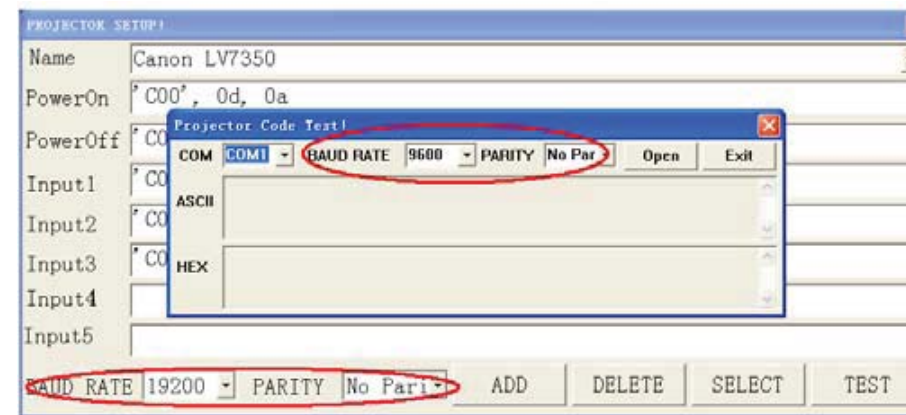 PROJECTOR SETUP!
Name Canon LV7350
PowerOn 'C00', 0d, 0a
Projector Code Test!
PowerOff 'C0
COM COM1 BAUD RATE 9600 PARITY No Par Open Exit
Input1 'C0
ASCII
Input2 'C0
Input3 'C0
HEX
Input4
Input5
BAUD RATE 19200 PARITY No Pari ADD DELETE SELECT TEST